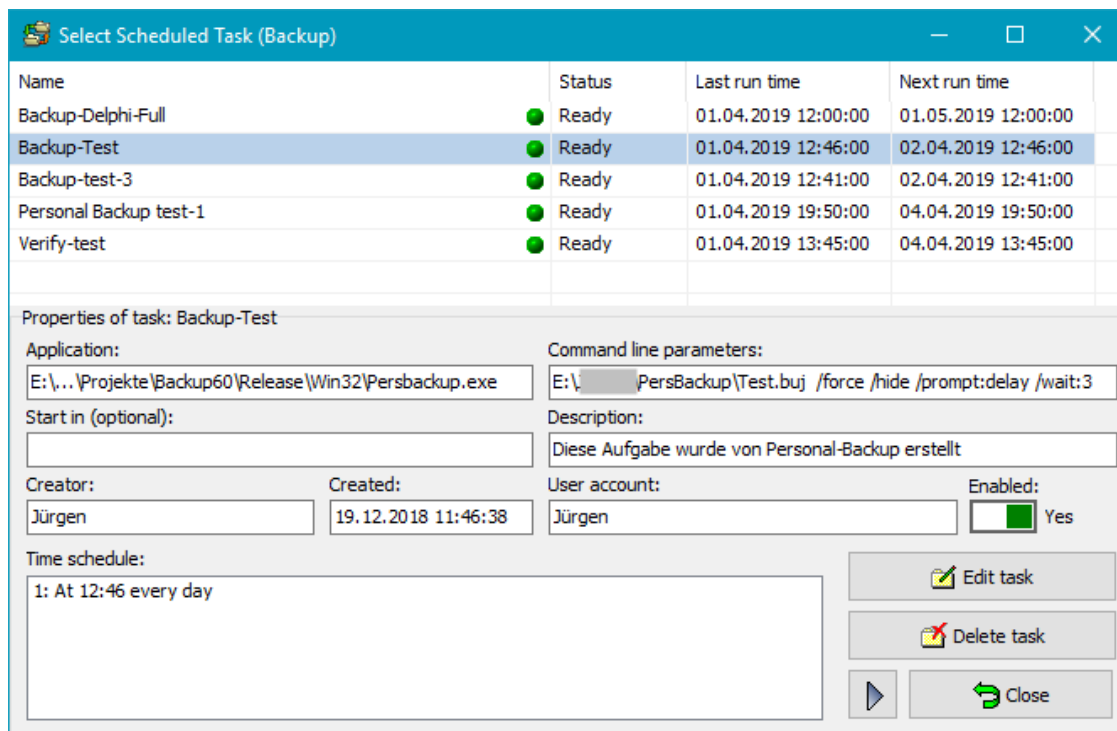 Select Scheduled Task (Backup)
Name Status Last run time Next run time
Backup-Delphi-Full Ready 01.04.2019 12:00:00 01.05.2019 12:00:00
Backup-Test Ready 01.04.2019 12:46:00 02.04.2019 12:46:00
Backup-test-3 Ready 01.04.2019 12:41:00 02.04.2019 12:41:00
Personal Backup test-1 Ready 01.04.2019 19:50:00 04.04.2019 19:50:00
Verify-test Ready 01.04.2019 13:45:00 04.04.2019 13:45:00
Properties of task: Backup-Test
Application: Command line parameters:
E:\...\Projekte\Backup60\Release\Win32\Persbackup.exe E:\ PersBackup\Test.buj /force /hide /prompt:delay /wait:3
Start in (optional): Description:
Diese Aufgabe wurde von Personal-Backup erstellt
Creator: Created: User account: Enabled:
Jürgen 19.12.2018 11:46:38 Jürgen Yes
Time schedule:
1: At 12:46 every day
Edit task
Delete task
Close